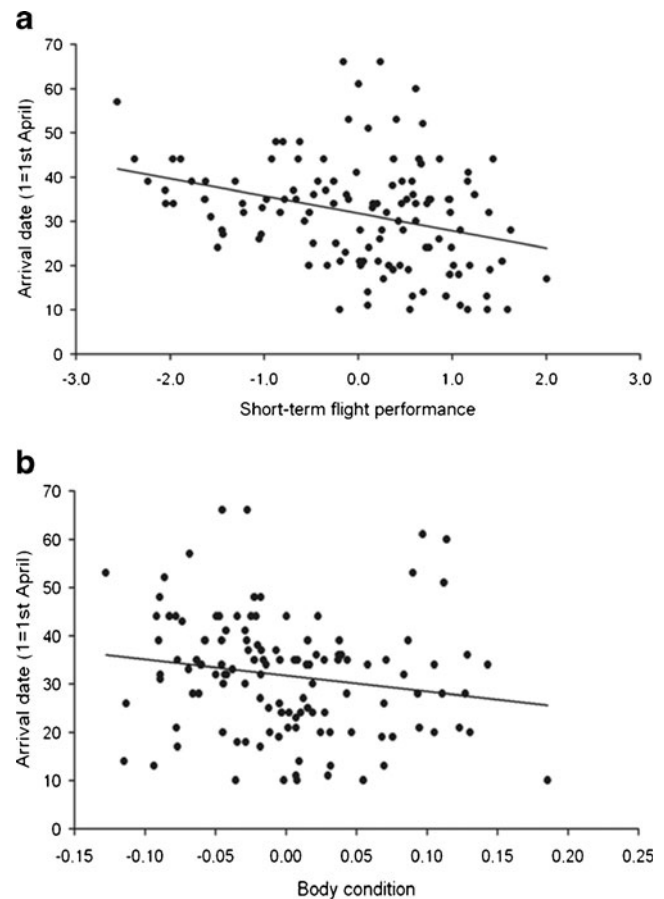 a
70
60
50
40
30
20
10
0
Arrival date (1=1st April)
-3.0 -2.0 -1.0 0.0 1.0 2.0 3.0
Short-term flight performance
b
70
60
50
40
30
20
10
0
Arrival date (1=1st April)
-0.15 -0.10 -0.05 0.00 0.05 0.10 0.15 0.20 0.25
Body condition